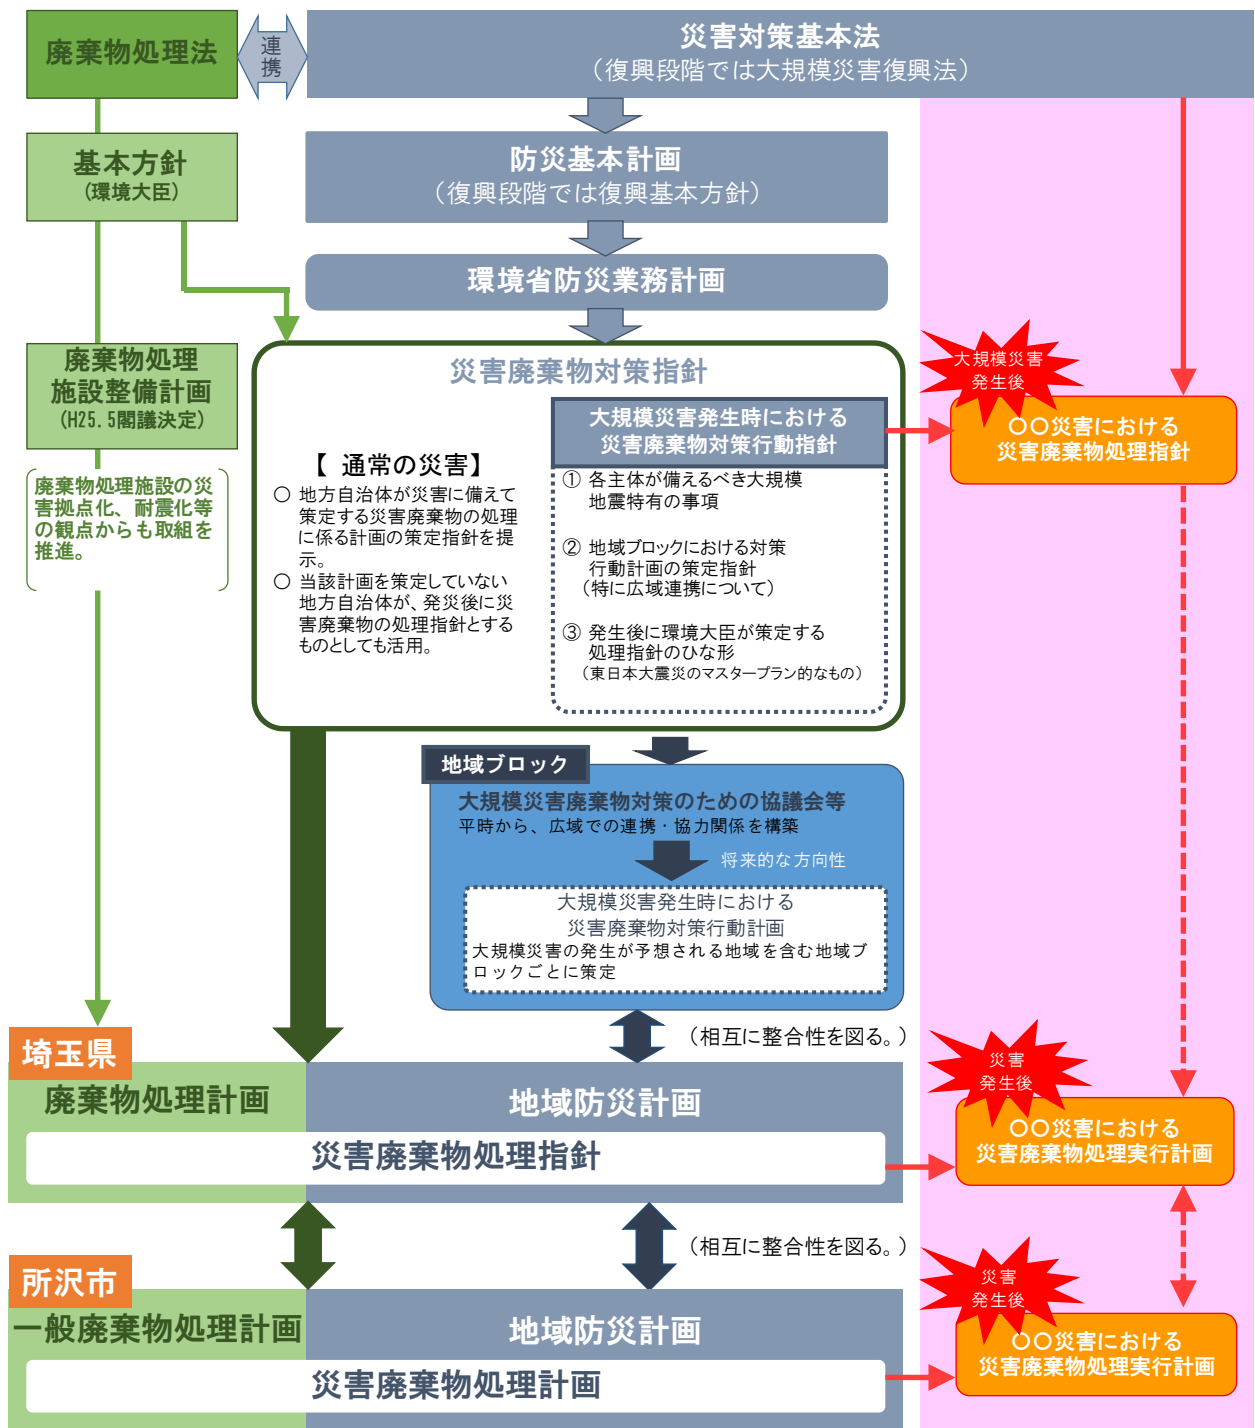 廃棄物処理法
連
携
災害対策基本法
（復興段階では大規模災害復興法）
基本方針
（環境大臣）
防災基本計画
（復興段階では復興基本方針）
環境省防災業務計画
廃棄物処理
施設整備計画
（H25.5閣議決定）
廃棄物処理施設の災
害拠点化、耐震化等
の観点からも取組を
推進。
災害廃棄物対策指針
【 通常の災害】
○ 地方自治体が災害に備えて
策定する災害廃棄物の処理
に係る計画の策定指針を提
示。
○ 当該計画を策定していない
地方自治体が、発災後に災
害廃棄物の処理指針とする
ものとしても活用。
大規模災害発生時における
災害廃棄物対策行動指針
① 各主体が備えるべき大規模
地震特有の事項
② 地域ブロックにおける対策
行動計画の策定指針
（特に広域連携について）
③ 発生後に環境大臣が策定する
処理指針のひな形
（東日本大震災のマスタープラン的なもの）
大規模災害
発生後
〇〇災害における
災害廃棄物処理指針
地域ブロック
大規模災害廃棄物対策のための協議会等
平時から、広域での連携・協力関係を構築
将来的な方向性
大規模災害発生時における
災害廃棄物対策行動計画
大規模災害の発生が予想される地域を含む地域ブ
ロックごとに策定
（相互に整合性を図る。）
埼玉県
廃棄物処理計画
地域防災計画
災害廃棄物処理指針
災害
発生後
〇〇災害における
災害廃棄物処理実行計画
（相互に整合性を図る。）
所沢市
一般廃棄物処理計画
地域防災計画
災害廃棄物処理計画
災害
発生後
〇〇災害における
災害廃棄物処理実行計画